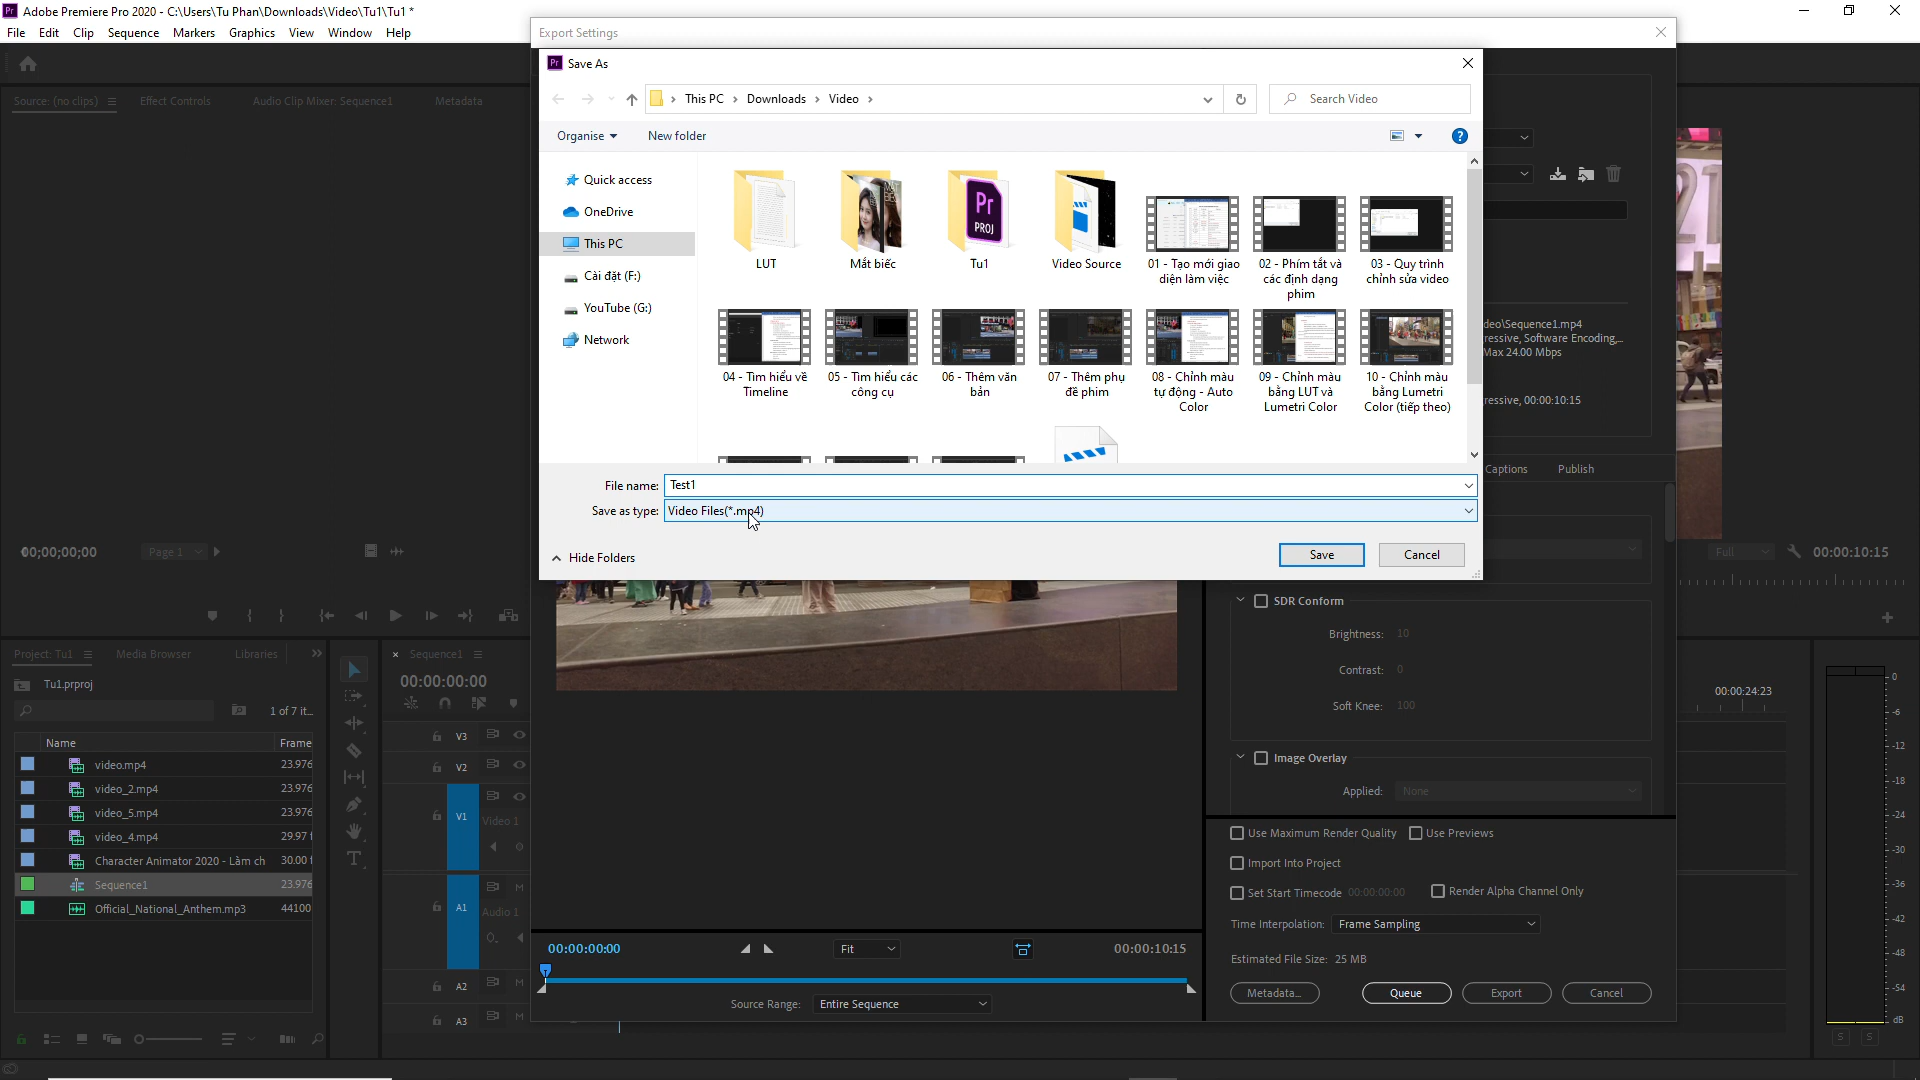 Adobe Premiere Pro 2020 - C:\Users\Tu Phan\Downloads\Video\Tu1\Tu1 *
File Edit Clip Sequence Markers Graphics View Window Help
Export Settings
Source: (no clips)
Effect Controls
Audio Clip Mixer: Sequence1
Metadata
Save As
This PC > Downloads > Video >
Search Video
Organise
New folder
Quick access
OneDrive
This PC
Cài đặt (F:)
YouTube (G:)
Network
LUT
Mắt biếc
Tu1
Video Source
01 - Tạo mới giao
diện làm việc
02 - Phím tắt và
các định dạng
phim
03 - Quy trình
chỉnh sửa video
04 - Tìm hiểu về
Timeline
05 - Tìm hiểu các
công cụ
06 - Thêm văn
bản
07 - Thêm phụ
đề phim
08 - Chỉnh màu
tự động - Auto
Color
09 - Chỉnh màu
bằng LUT và
Lumetri Color
10 - Chỉnh màu
bằng Lumetri
Color (tiếp theo)
File name: Test1
Save as type: Video Files(*.mp4)
Hide Folders
Save
Cancel
deo\Sequence1.mp4
ressive, Software Encoding,...
Max 24.00 Mbps
ressive, 00:00:10:15
Captions
Publish
00;00;00;00
Page 1
Full
00:00:10:15
SDR Conform
Brightness: 10
Contrast: 0
Soft Knee: 100
Image Overlay
Applied: None
Use Maximum Render Quality
Use Previews
Import Into Project
Set Start Timecode 00:00:00:00
Render Alpha Channel Only
Time Interpolation: Frame Sampling
Estimated File Size: 25 MB
Metadata...
Queue
Export
Cancel
00:00:00:00
Fit
00:00:10:15
Source Range: Entire Sequence
Project: Tu1
Media Browser
Libraries
Tu1.prproj
1 of 7 it...
Name
Frame
video.mp4 23.976
video_2.mp4 23.976
video_5.mp4 23.976
video_4.mp4 29.97 f
Character Animator 2020 - Làm ch 30.00 f
Sequence1 23.976
Official_National_Anthem.mp3 44100
Sequence1
00:00:00:00
V3
V2
V1
Video 1
A1 M
Audio 1
A2 M
A3 M
00:00:24:23
0
-6
-12
-18
-24
-30
-36
-42
-48
-54
dB
S S